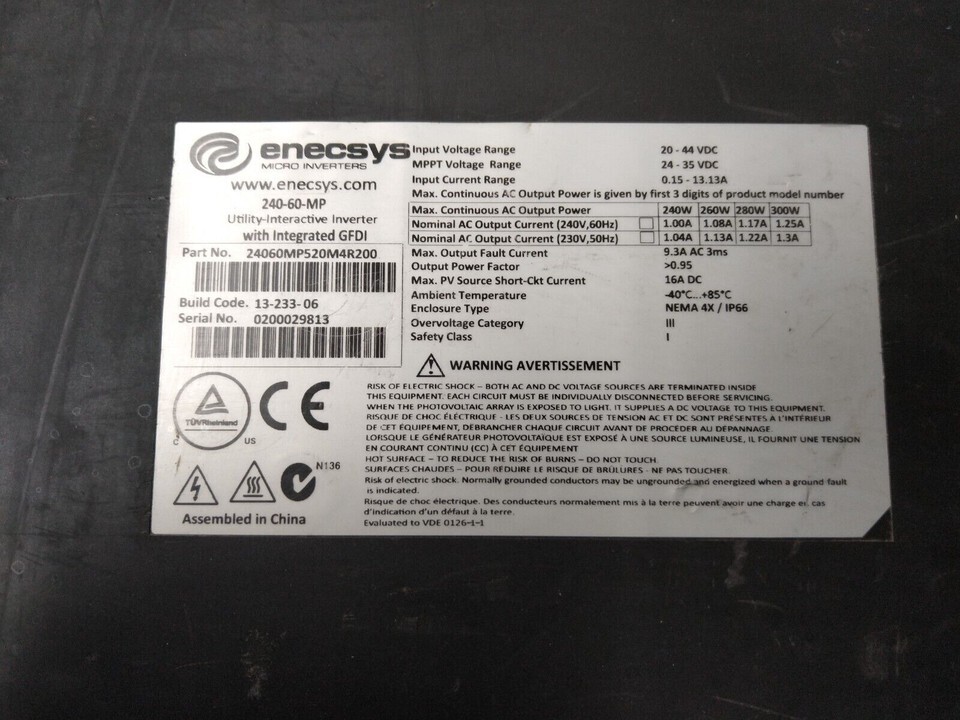 enecsys
MICRO INVERTERS
www.enecsys.com
240-60-MP
Utility-Interactive Inverter
with Integrated GFDI
Part No. 24060MP520M4R200
Build Code. 13-233-06
Serial No. 0200029813
Input Voltage Range 20 - 44 VDC
MPPT Voltage Range 24 - 35 VDC
Input Current Range 0.15 - 13.13A
Max. Continuous AC Output Power is given by first 3 digits of product model number
Max. Continuous AC Output Power 240W 260W 280W 300W
Nominal AC Output Current (240V,60Hz) 1.00A 1.08A 1.17A 1.25A
Nominal AC Output Current (230V,50Hz) 1.04A 1.13A 1.22A 1.3A
Max. Output Fault Current 9.3A AC 3ms
Output Power Factor >0.95
Max. PV Source Short-Ckt Current 16A DC
Ambient Temperature -40°C...+85°C
Enclosure Type NEMA 4X / IP66
Overvoltage Category III
Safety Class I
WARNING AVERTISSEMENT
RISK OF ELECTRIC SHOCK – BOTH AC AND DC VOLTAGE SOURCES ARE TERMINATED INSIDE
THIS EQUIPMENT. EACH CIRCUIT MUST BE INDIVIDUALLY DISCONNECTED BEFORE SERVICING.
WHEN THE PHOTOVOLTAIC ARRAY IS EXPOSED TO LIGHT. IT SUPPLIES A DC VOLTAGE TO THIS EQUIPMENT.
RISQUE DE CHOC ÉLECTRIQUE - LES DEUX SOURCES DE TENSION AC ET DC SONT PRÉSENTES À L'INTÉRIEUR
DE CET ÉQUIPEMENT, DÉBRANCHER CHAQUE CIRCUIT AVANT DE PROCÉDER AU DÉPANNAGE.
LORSQUE LE GÉNÉRATEUR PHOTOVOLTAÏQUE EST EXPOSÉ À UNE SOURCE LUMINEUSE, IL FOURNIT UNE TENSION
EN COURANT CONTINU (CC) À CET ÉQUIPEMENT
HOT SURFACE – TO REDUCE THE RISK OF BURNS – DO NOT TOUCH.
SURFACES CHAUDES – POUR RÉDUIRE LE RISQUE DE BRÛLURES - NE PAS TOUCHER
Risk of electric shock. Normally grounded conductors may be ungrounded and energized when a ground fault
is indicated.
Risque de choc électrique. Des conducteurs normalement mis à la terre peuvent avoir une charge en cas
d'indication d'un défaut à la terre.
Evaluated to VDE 0126-1-1
TÜVRheinland
C US
CE
N136
Assembled in China